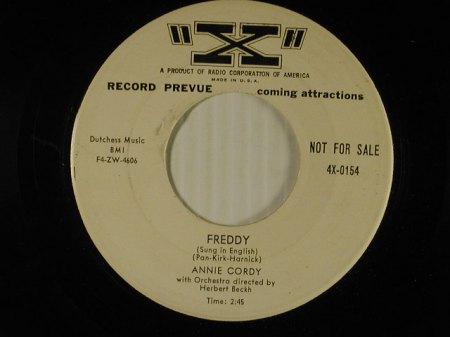 "X"
A PRODUCT OF RADIO CORPORATION OF AMERICA
MADE IN U.S.A.
RECORD PREVUE coming attractions
Dutchess Music
BMI
F4-ZW-4606
NOT FOR SALE
4X-0154
FREDDY
(Sung in English)
(Pan-Kirk-Harnick)
ANNIE CORDY
with Orchestra directed by
Herbert Beckh
Time: 2:45